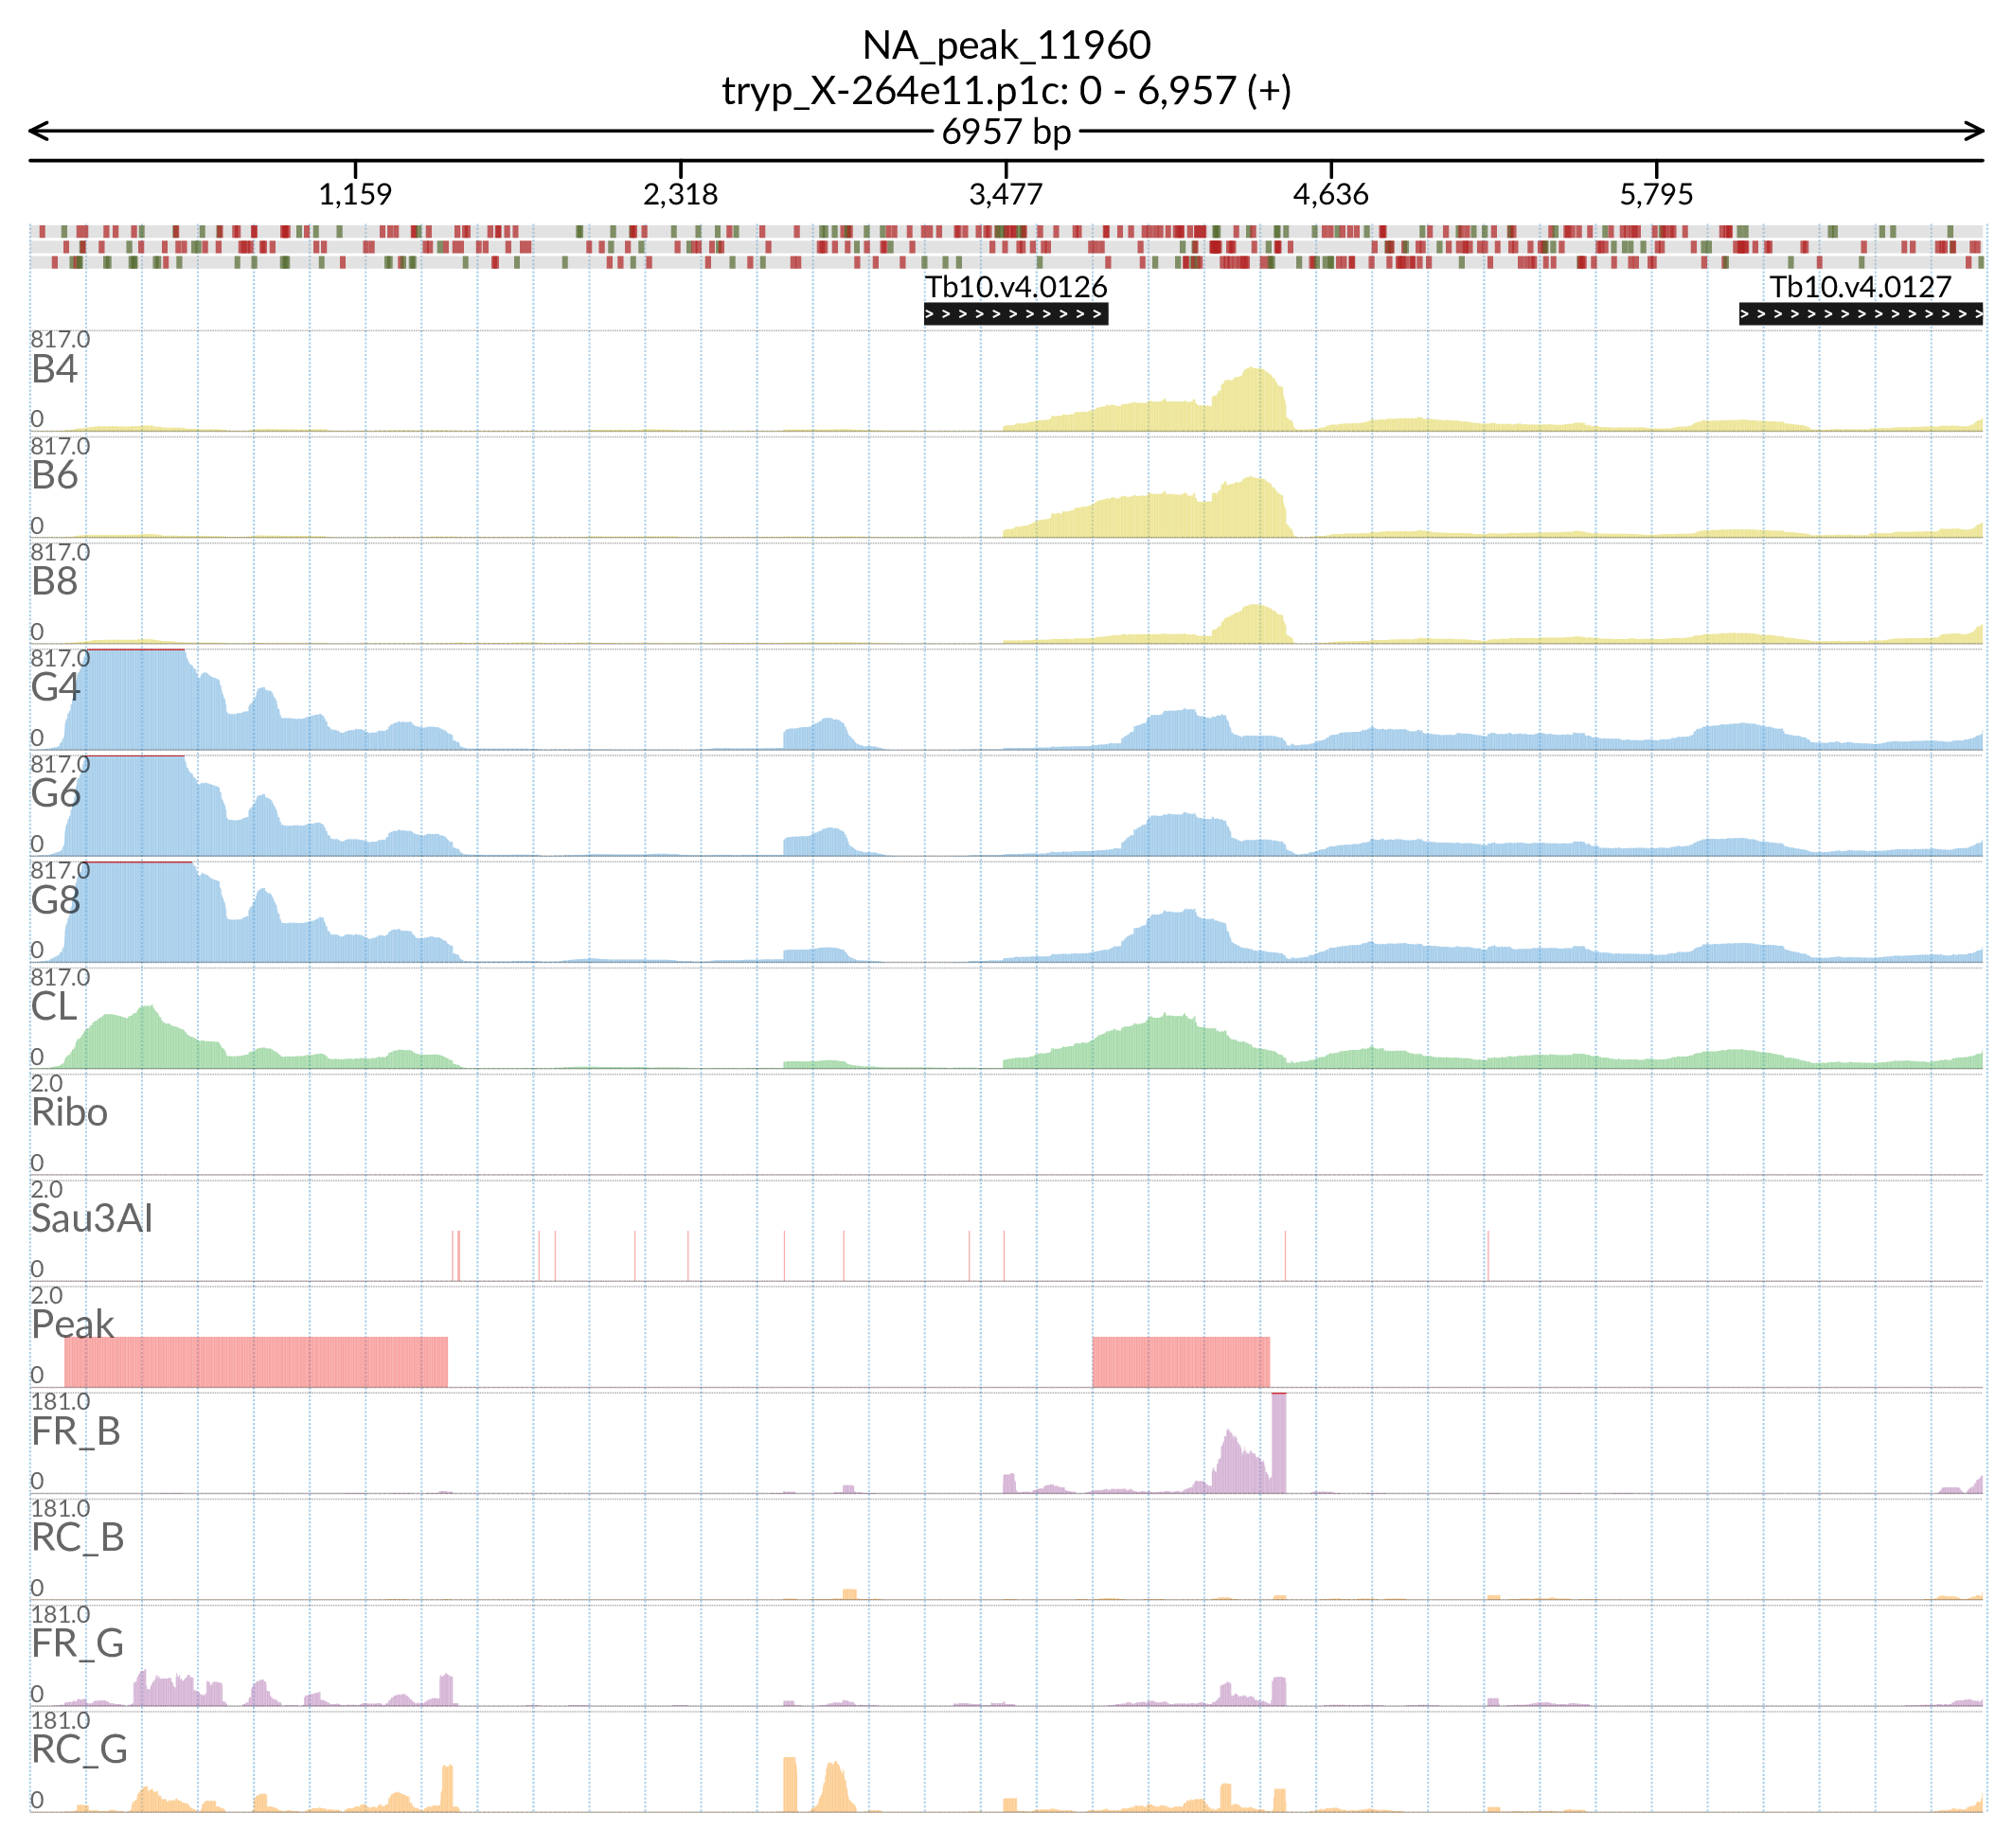 NA_peak_11960
tryp_X-264e11.p1c: 0 - 6,957 (+)
6957 bp
1,159 2,318 3,477 4,636 5,795
Tb10.v4.0126 Tb10.v4.0127
817.0
B4
0
817.0
B6
0
817.0
B8
0
817.0
G4
0
817.0
G6
0
817.0
G8
0
817.0
CL
0
2.0
Ribo
0
2.0
Sau3AI
0
2.0
Peak
0
181.0
FR_B
0
181.0
RC_B
0
181.0
FR_G
0
181.0
RC_G
0